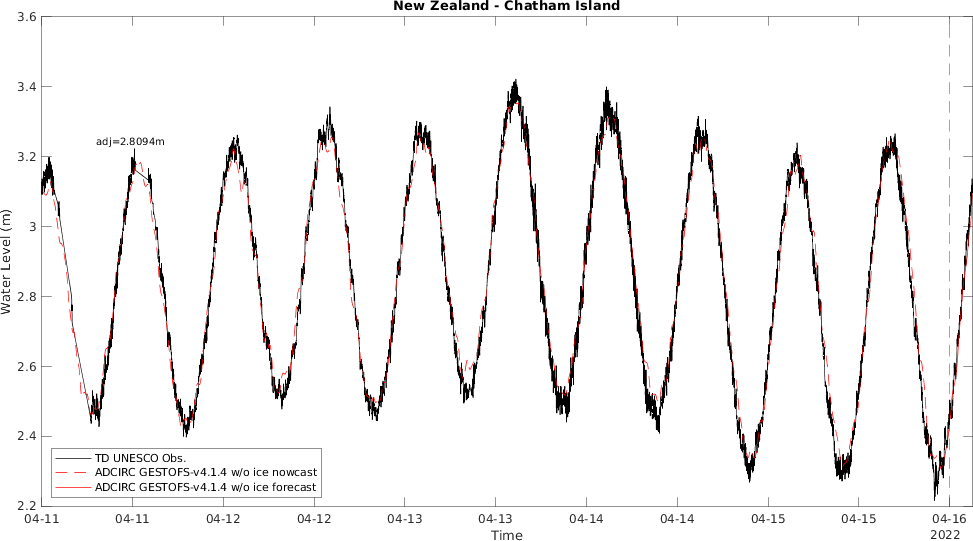 New Zealand - Chatham Island
3.6
3.4
3.2
3
2.8
2.6
2.4
2.2
Water Level (m)
adj=2.8094m
TD UNESCO Obs.
ADCIRC GESTOFS-v4.1.4 w/o ice nowcast
ADCIRC GESTOFS-v4.1.4 w/o ice forecast
04-11 04-11 04-12 04-12 04-13 04-13 04-14 04-14 04-15 04-15 04-16
Time
2022